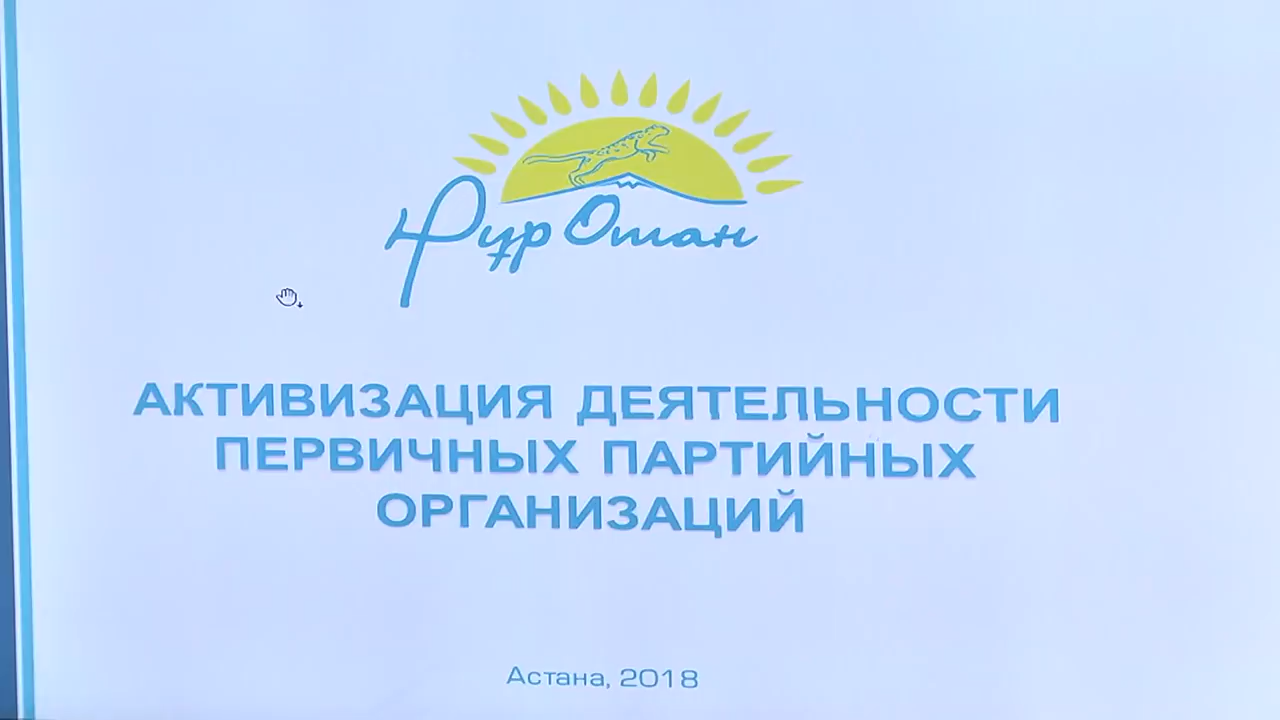 Нұр Отан
АКТИВИЗАЦИЯ ДЕЯТЕЛЬНОСТИ
ПЕРВИЧНЫХ ПАРТИЙНЫХ
ОРГАНИЗАЦИЙ
Астана, 2018